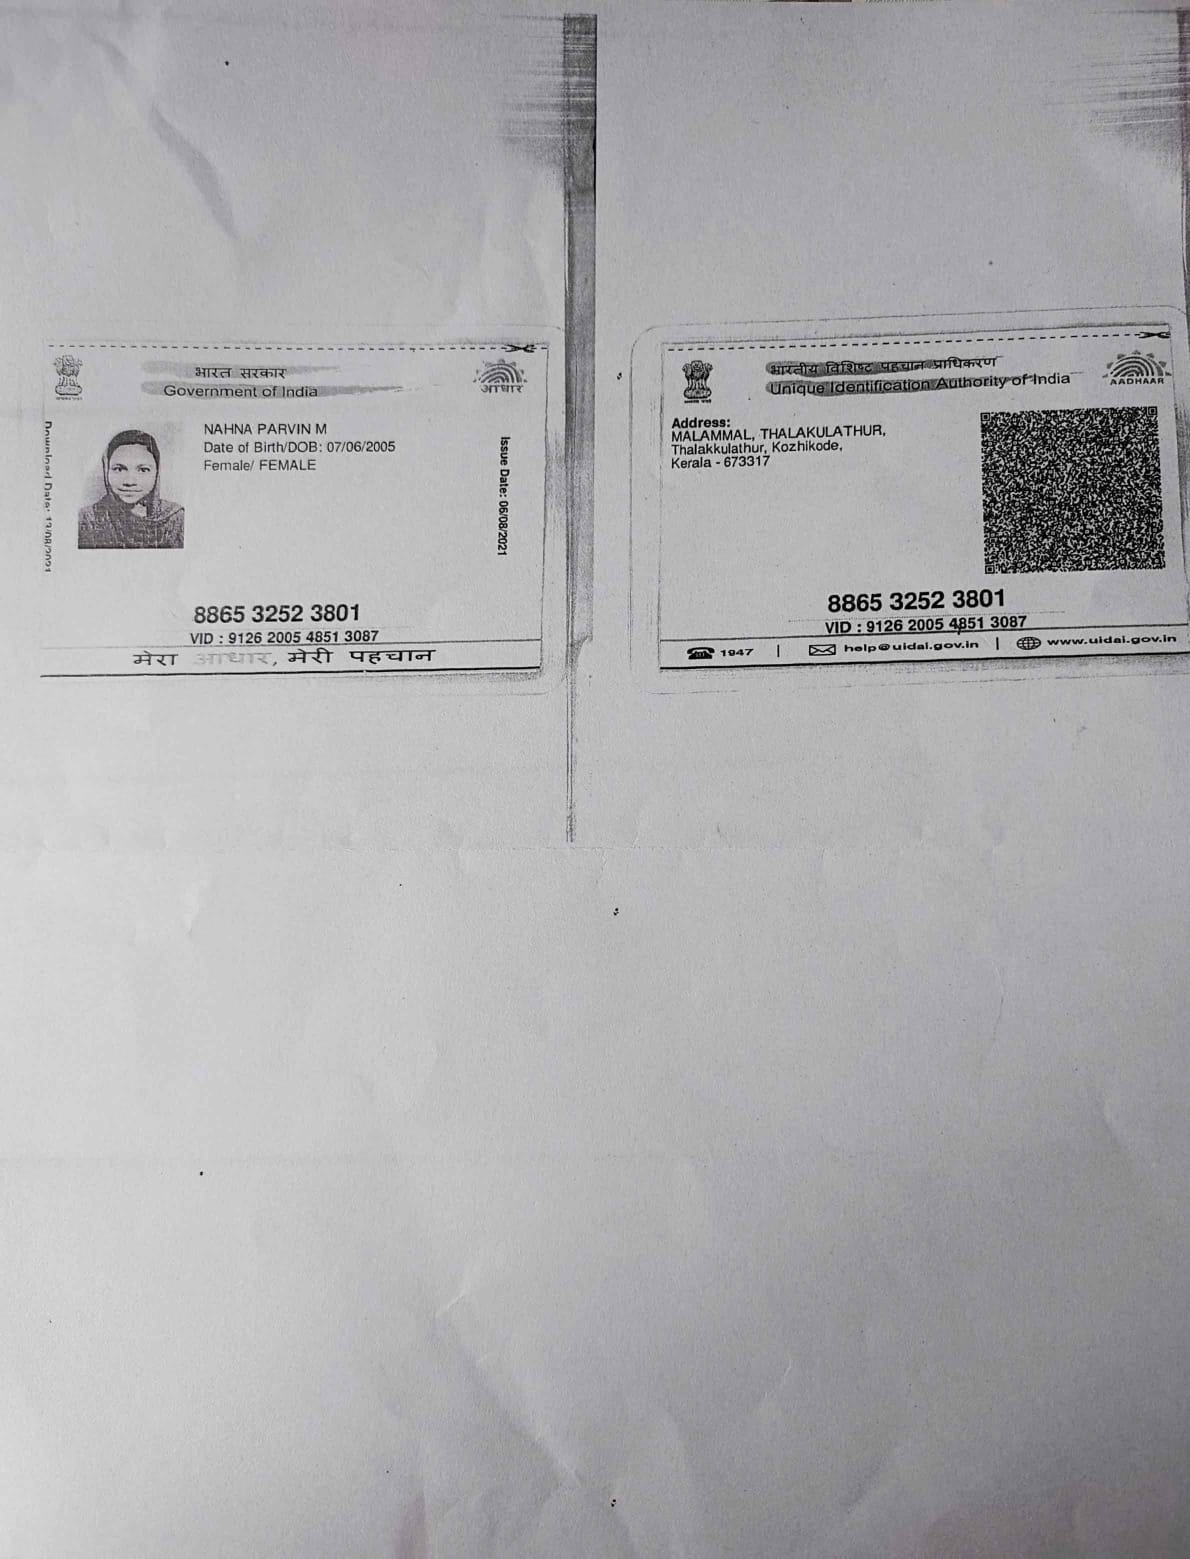 भारत सरकार
Government of India
आधार
Download Date: 13/08/2021
NAHNA PARVIN M
Date of Birth/DOB: 07/06/2005
Female/ FEMALE
Issue Date: 06/08/2021
8865 3252 3801
VID : 9126 2005 4851 3087
मेरा आधार, मेरी पहचान
भारतीय विशिष्ट पहचान प्राधिकरण
Unique Identification Authority of India
AADHAAR
Address:
MALAMMAL, THALAKULATHUR,
Thalakkulathur, Kozhikode,
Kerala - 673317
8865 3252 3801
VID : 9126 2005 4851 3087
1947 | help@uidai.gov.in | www.uidai.gov.in